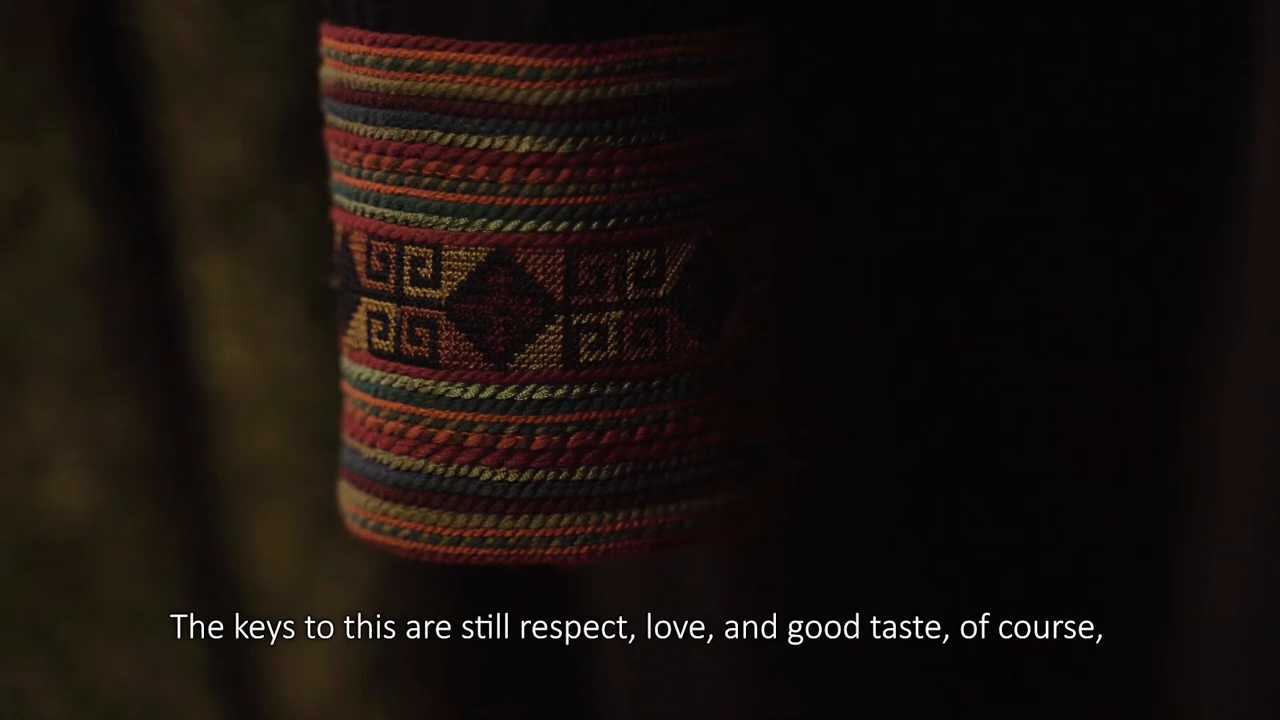 The keys to this are still respect, love, and good taste, of course,